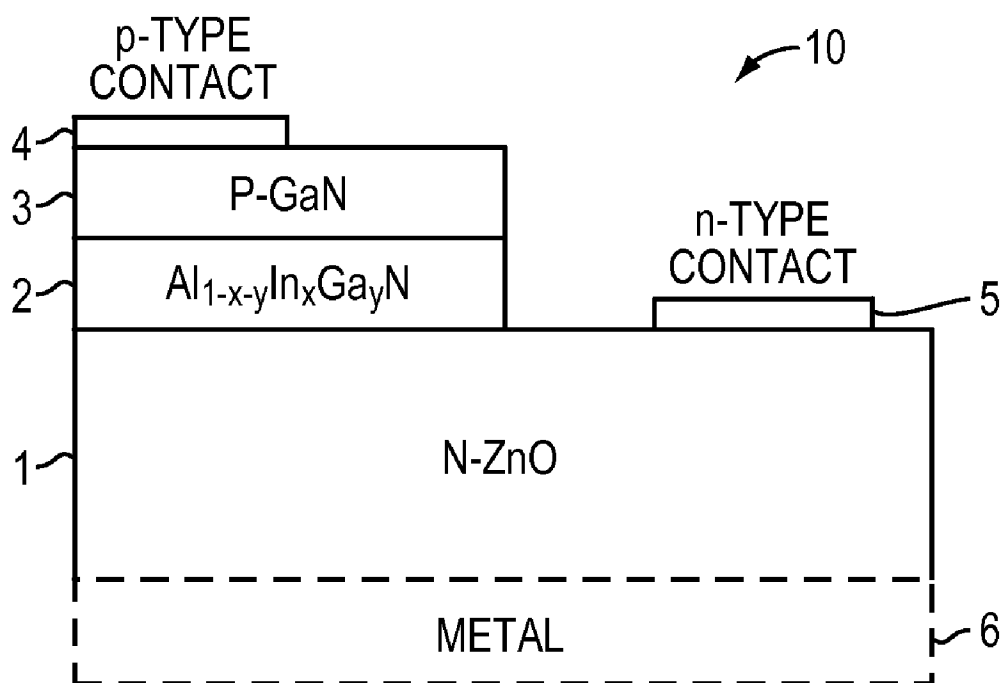 p-TYPE
CONTACT
10
4
3
P-GaN
n-TYPE
CONTACT
2
Al1-x-yInxGayN
5
1
N-ZnO
METAL
6